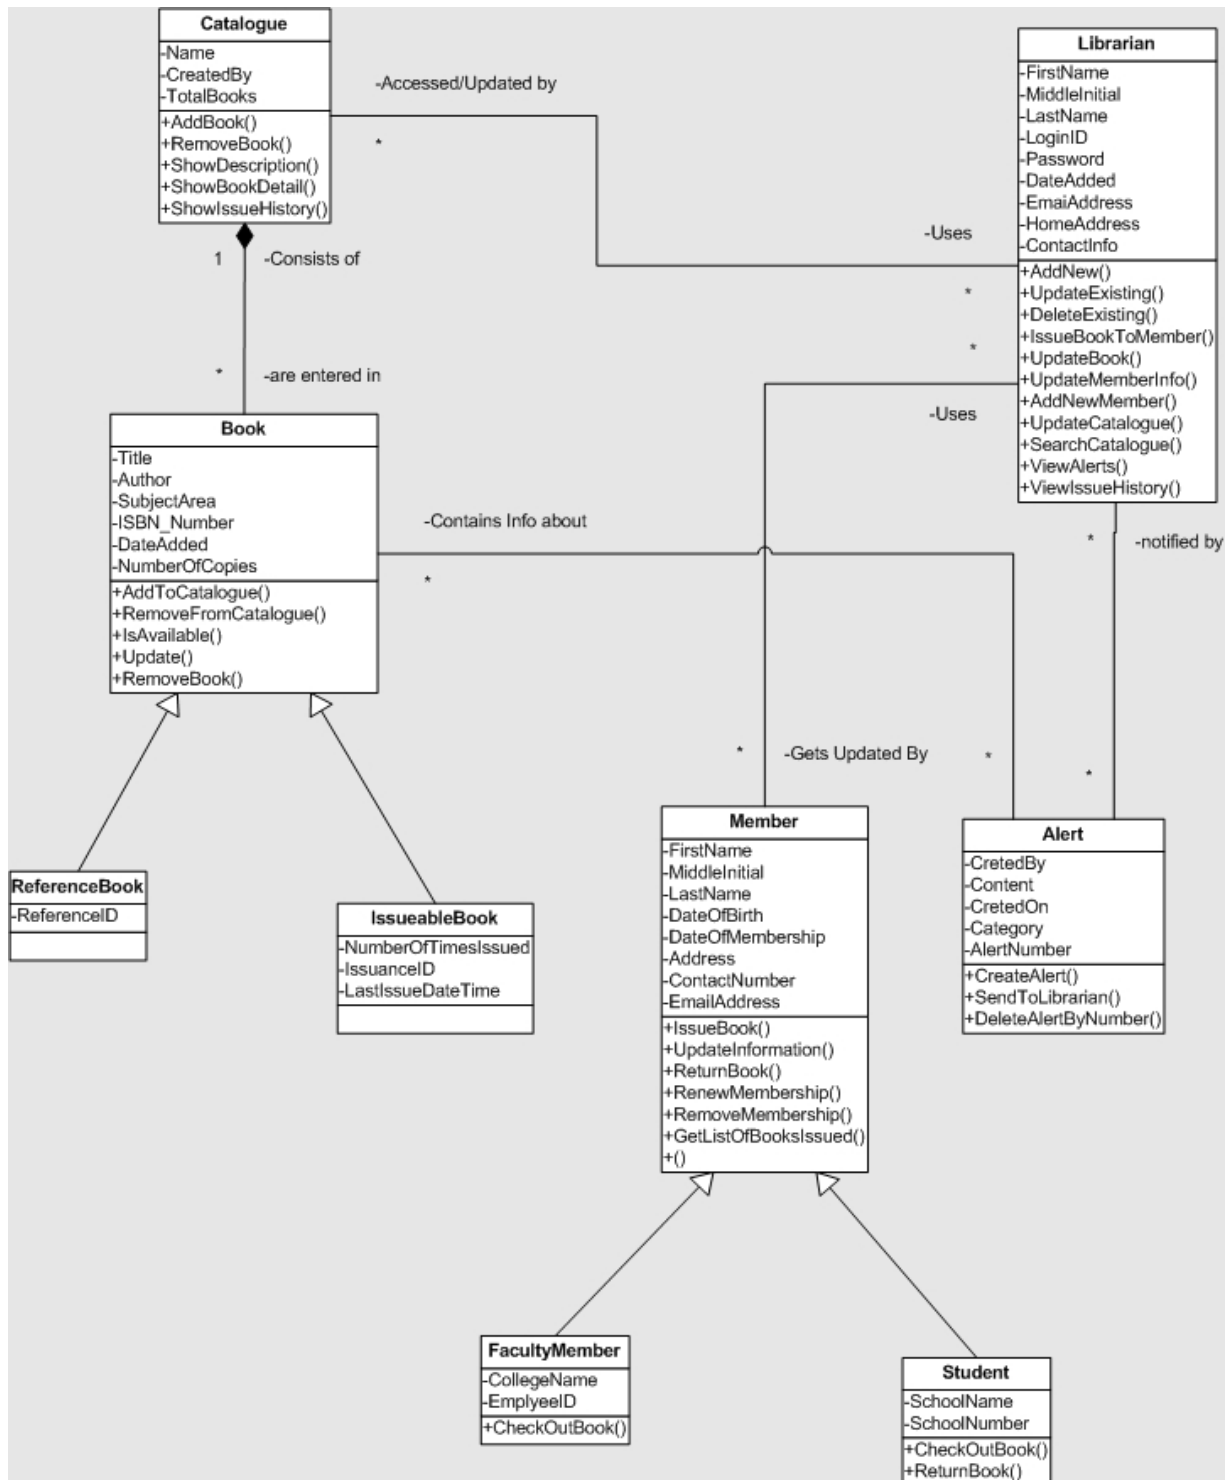 Catalogue
-Name
-CreatedBy
-TotalBooks
+AddBook()
+RemoveBook()
+ShowDescription()
+ShowBookDetail()
+ShowIssueHistory()
-Accessed/Updated by
*
Librarian
-FirstName
-MiddleInitial
-LastName
-LoginID
-Password
-DateAdded
-EmaiAddress
-HomeAddress
-ContactInfo
+AddNew()
+UpdateExisting()
+DeleteExisting()
+IssueBookToMember()
+UpdateBook()
+UpdateMemberInfo()
+AddNewMember()
+UpdateCatalogue()
+SearchCatalogue()
+ViewAlerts()
+ViewIssueHistory()
-Uses
*
1 -Consists of
* -are entered in
*
-Uses
Book
-Title
-Author
-SubjectArea
-ISBN_Number
-DateAdded
-NumberOfCopies
+AddToCatalogue()
+RemoveFromCatalogue()
+IsAvailable()
+Update()
+RemoveBook()
-Contains Info about
*
* -notified by
* -Gets Updated By
*
*
ReferenceBook
-ReferenceID
IssueableBook
-NumberOfTimesIssued
-IssuanceID
-LastIssueDateTime
Member
-FirstName
-MiddleInitial
-LastName
-DateOfBirth
-DateOfMembership
-Address
-ContactNumber
-EmailAddress
+IssueBook()
+UpdateInformation()
+ReturnBook()
+RenewMembership()
+RemoveMembership()
+GetListOfBooksIssued()
+()
Alert
-CretedBy
-Content
-CretedOn
-Category
-AlertNumber
+CreateAlert()
+SendToLibrarian()
+DeleteAlertByNumber()
FacultyMember
-CollegeName
-EmplyeeID
+CheckOutBook()
Student
-SchoolName
-SchoolNumber
+CheckOutBook()
+ReturnBook()